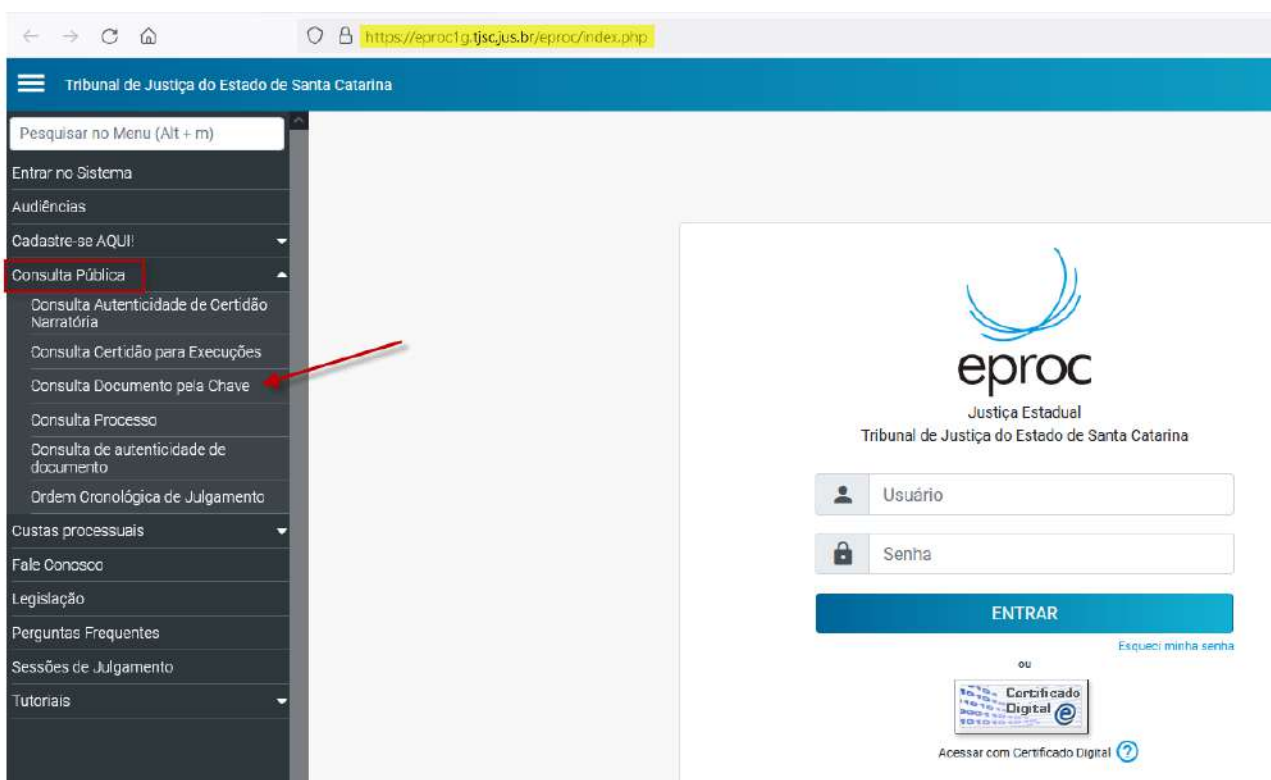 https://eproc1g.tjsc.jus.br/eproc/index.php
Tribunal de Justiça do Estado de Santa Catarina
Pesquisar no Menu (Alt + m)
Entrar no Sistema
Audiências
Cadastre-se AQUI!
Consulta Pública
Consulta Autenticidade de Certidão
Narratória
Consulta Certidão para Execuções
Consulta Documento pela Chave
Consulta Processo
Consulta de autenticidade de
documento
Ordem Cronológica de Julgamento
Custas processuais
Fale Conosco
Legislação
Perguntas Frequentes
Sessões de Julgamento
Tutoriais
eproc
Justiça Estadual
Tribunal de Justiça do Estado de Santa Catarina
Usuário
Senha
ENTRAR
Esqueci minha senha
ou
Certificado
Digital
Acessar com Certificado Digital ?